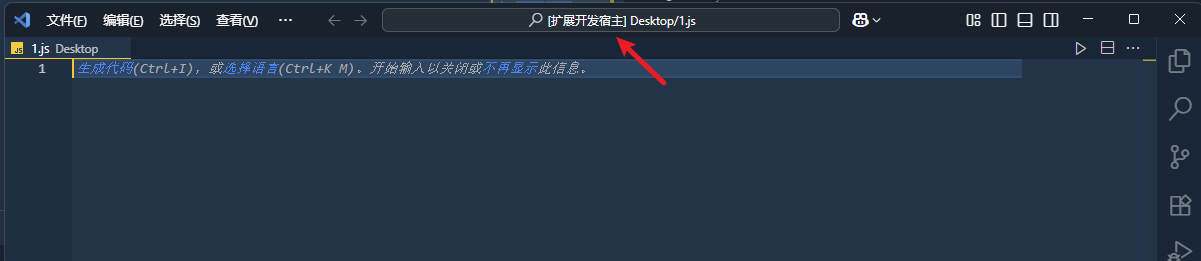 文件(F) 编辑(E) 选择(S) 查看(V) ··· [扩展开发宿主] Desktop/1.js
JS 1.js Desktop
1 生成代码(Ctrl+I)，或选择语言(Ctrl+K M)。开始输入以关闭或不再显示此信息。